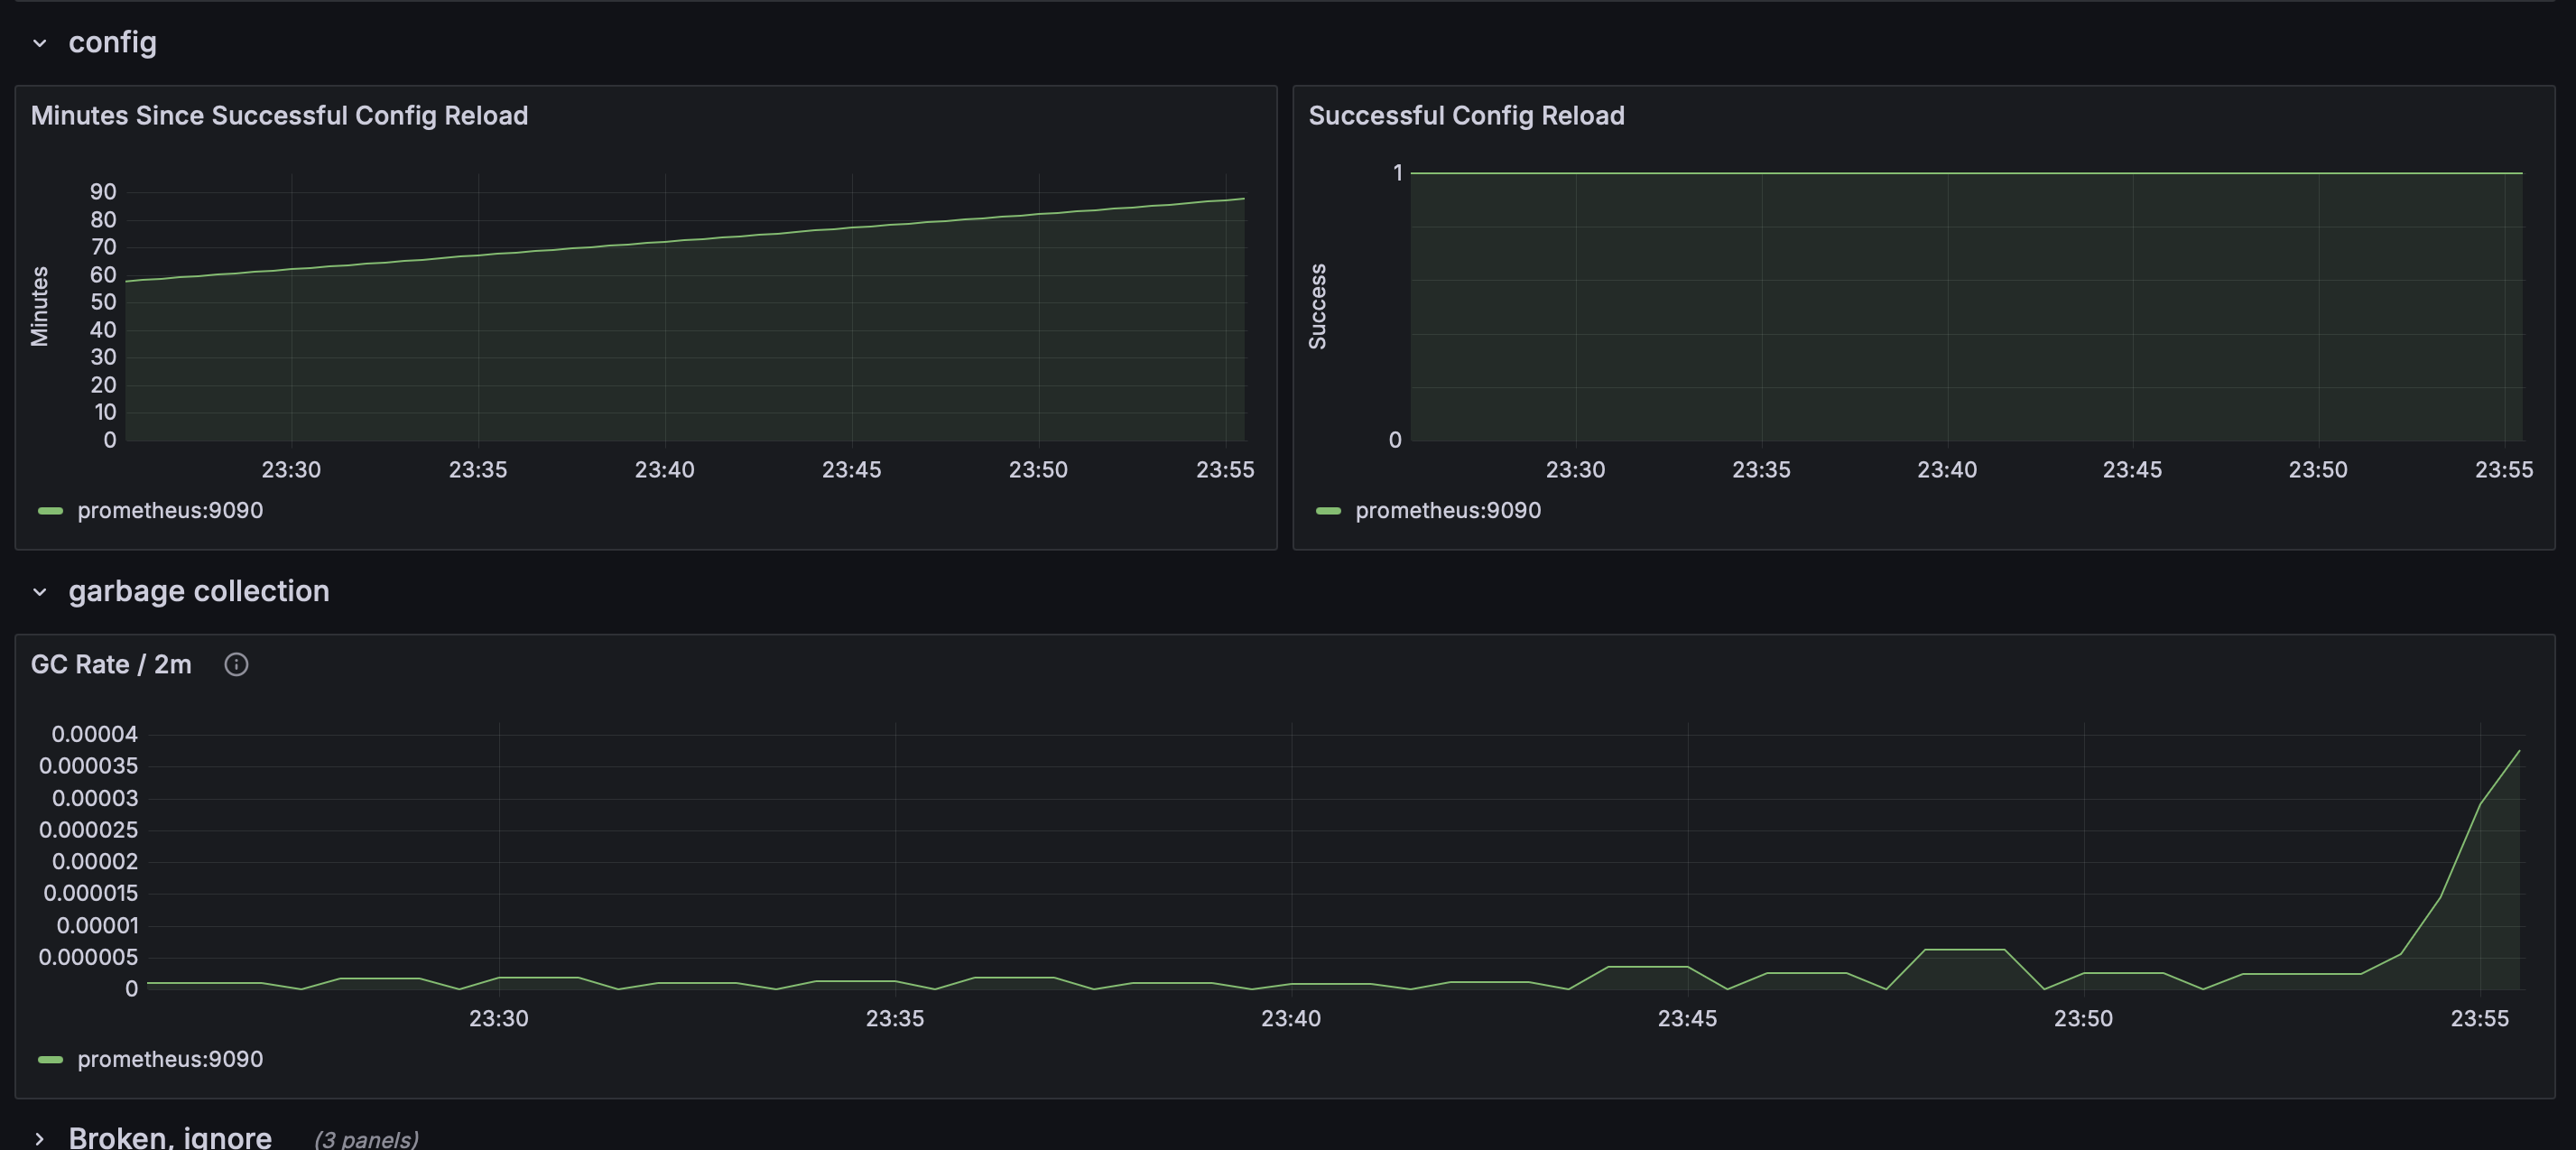 config
Minutes Since Successful Config Reload
Minutes
90
80
70
60
50
40
30
20
10
0
23:30 23:35 23:40 23:45 23:50 23:55
prometheus:9090
Successful Config Reload
Success
1
0
23:30 23:35 23:40 23:45 23:50 23:55
prometheus:9090
garbage collection
GC Rate / 2m
0.00004
0.000035
0.00003
0.000025
0.00002
0.000015
0.00001
0.000005
0
23:30 23:35 23:40 23:45 23:50 23:55
prometheus:9090
Broken, ignore (3 panels)